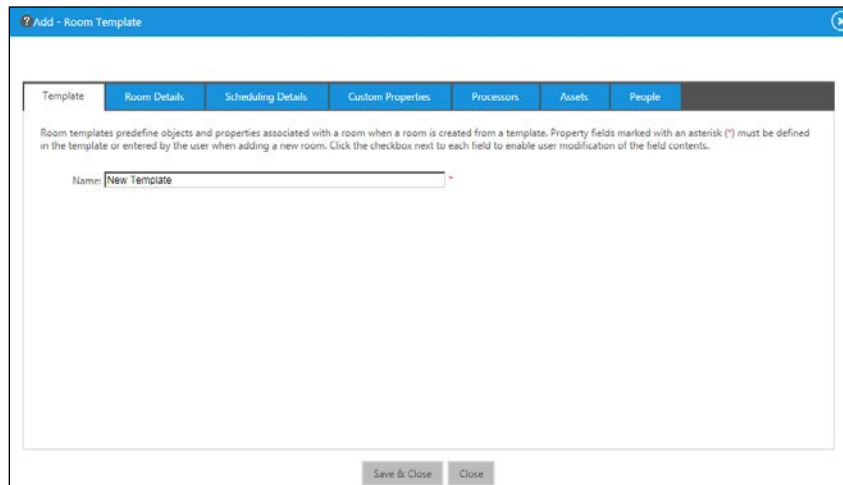 ? Add - Room Template
Template Room Details Scheduling Details Custom Properties Processors Assets People
Room templates predefine objects and properties associated with a room when a room is created from a template. Property fields marked with an asterisk (*) must be defined
in the template or entered by the user when adding a new room. Click the checkbox next to each field to enable user modification of the field contents.
Name: New Template *
Save & Close Close